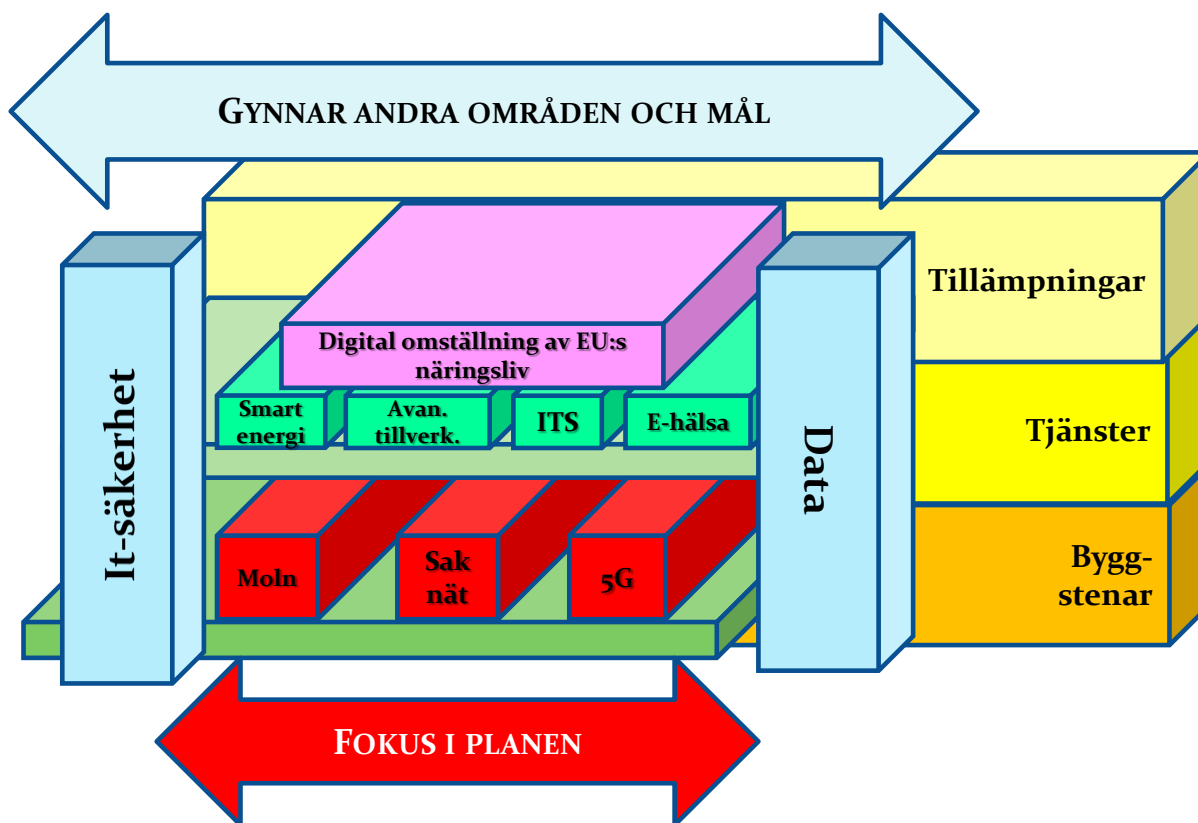 GYNNAR ANDRA OMRÅDEN OCH MÅL
Tillämpningar
Digital omställning av EU:s
näringsliv
Smart
energi
Avan.
tillverk.
ITS
E-hälsa
Tjänster
It-säkerhet
Data
Moln
Sak
nät
5G
Bygg-
stenar
FOKUS I PLANEN